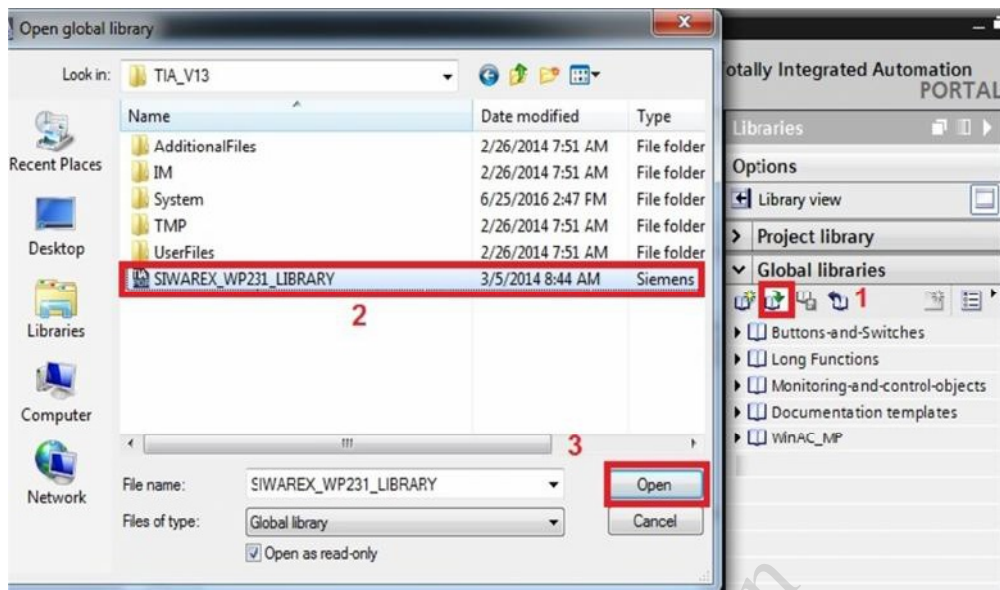 Open global library
Look in:
TIA_V13
Name
Date modified
Type
AdditionalFiles
2/26/2014 7:51 AM
File folder
IM
2/26/2014 7:51 AM
File folder
System
6/25/2016 2:47 PM
File folder
TMP
2/26/2014 7:51 AM
File folder
UserFiles
2/26/2014 7:51 AM
File folder
SIWAREX_WP231_LIBRARY
3/5/2014 8:44 AM
Siemens
2
Recent Places
Desktop
Libraries
Computer
Network
3
File name:
SIWAREX_WP231_LIBRARY
Open
Files of type:
Global library
Cancel
Open as read-only
otally Integrated Automation
PORTAL
Libraries
Options
Library view
Project library
Global libraries
1
Buttons-and-Switches
Long Functions
Monitoring-and-control-objects
Documentation templates
WinAC_MP